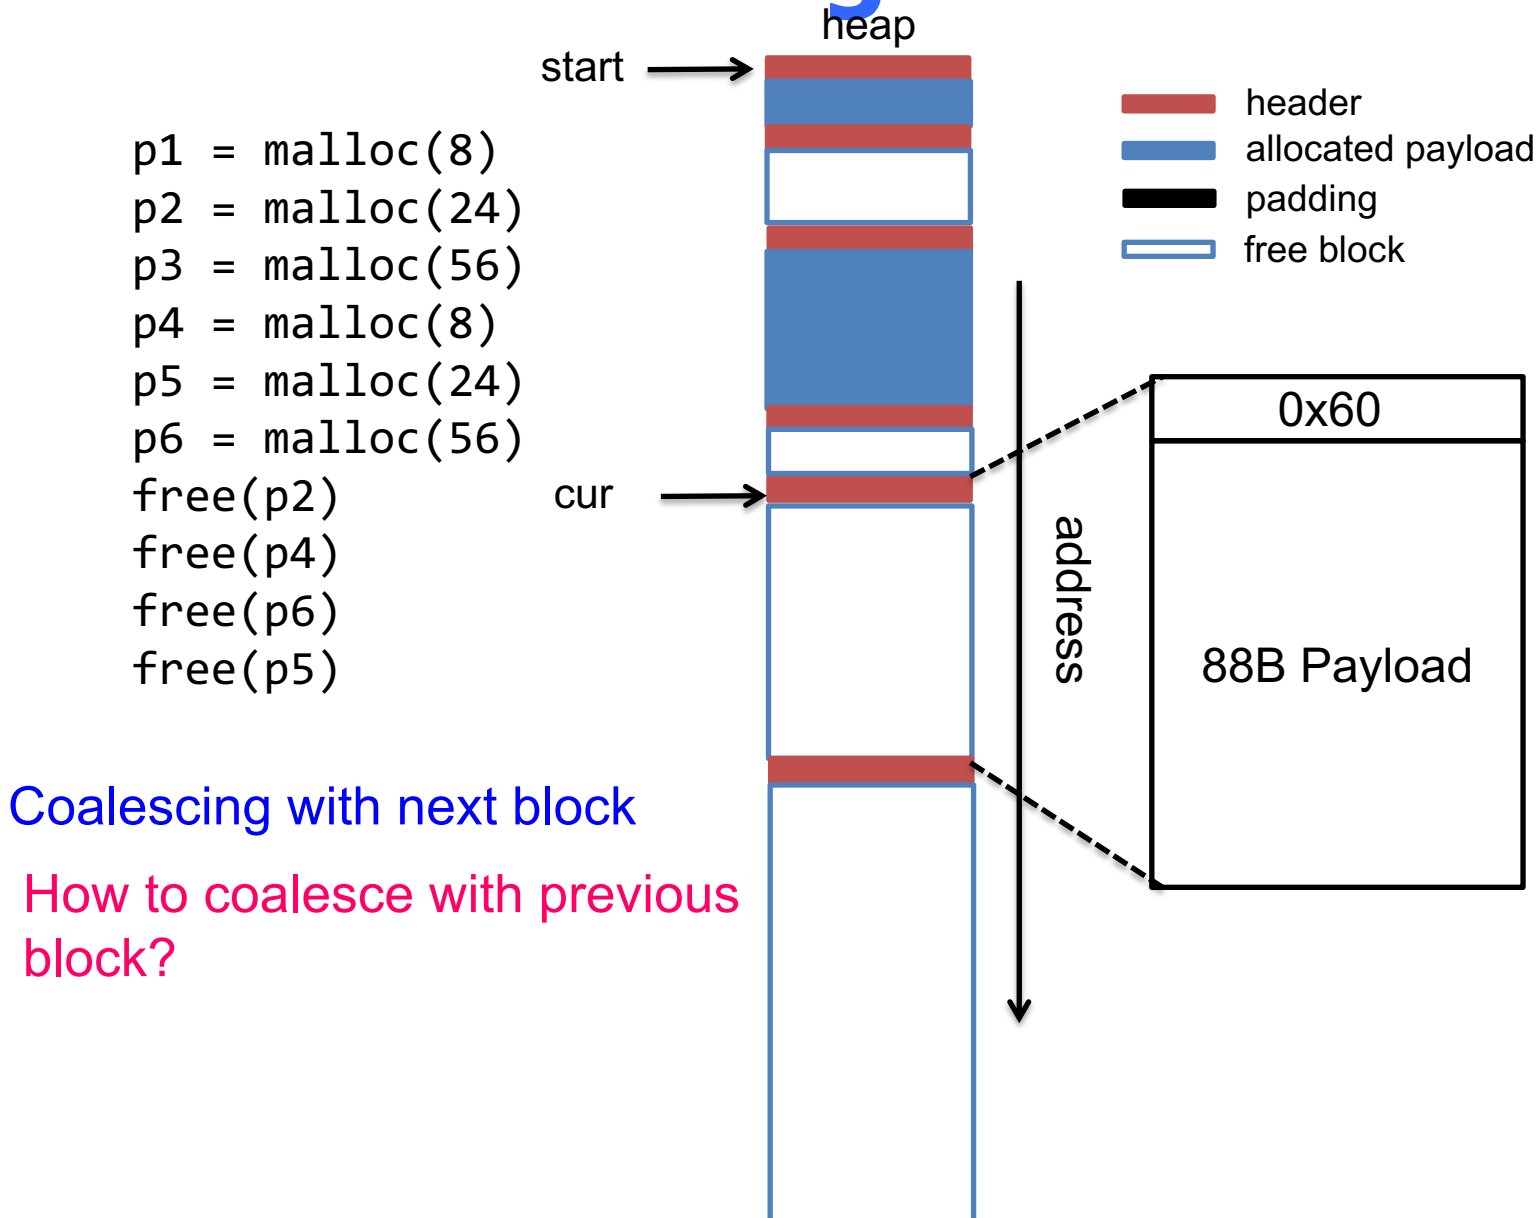 heap
start
header
allocated payload
padding
free block
p1 = malloc(8)
p2 = malloc(24)
p3 = malloc(56)
p4 = malloc(8)
p5 = malloc(24)
p6 = malloc(56)
free(p2)
free(p4)
free(p6)
free(p5)
cur
address
0x60
88B Payload
Coalescing with next block
How to coalesce with previous
block?